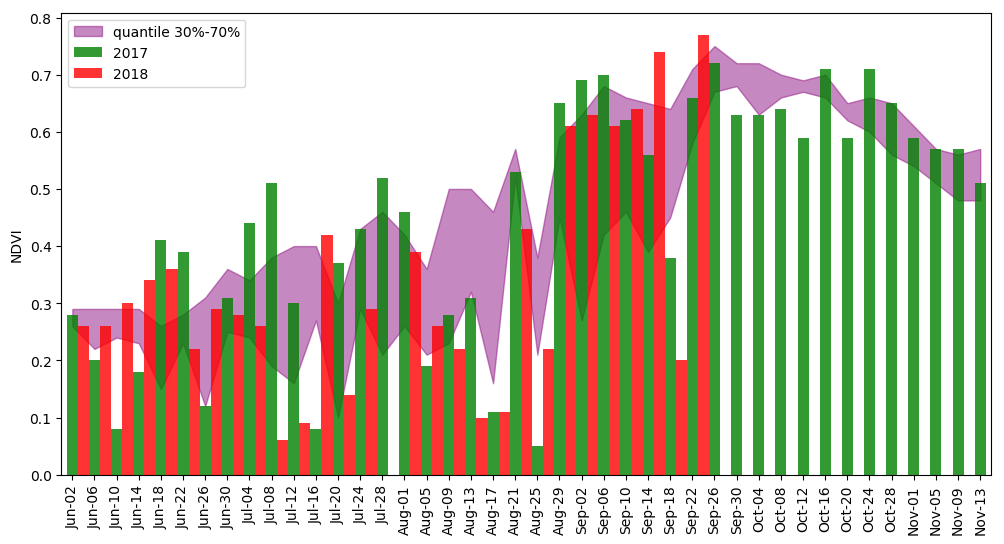 quantile 30%-70%
2017
2018
NDVI
0.8
0.7
0.6
0.5
0.4
0.3
0.2
0.1
0.0
Jun-02
Jun-06
Jun-10
Jun-14
Jun-18
Jun-22
Jun-26
Jun-30
Jul-04
Jul-08
Jul-12
Jul-16
Jul-20
Jul-24
Jul-28
Aug-01
Aug-05
Aug-09
Aug-13
Aug-17
Aug-21
Aug-25
Aug-29
Sep-02
Sep-06
Sep-10
Sep-14
Sep-18
Sep-22
Sep-26
Sep-30
Oct-04
Oct-08
Oct-12
Oct-16
Oct-20
Oct-24
Oct-28
Nov-01
Nov-05
Nov-09
Nov-13